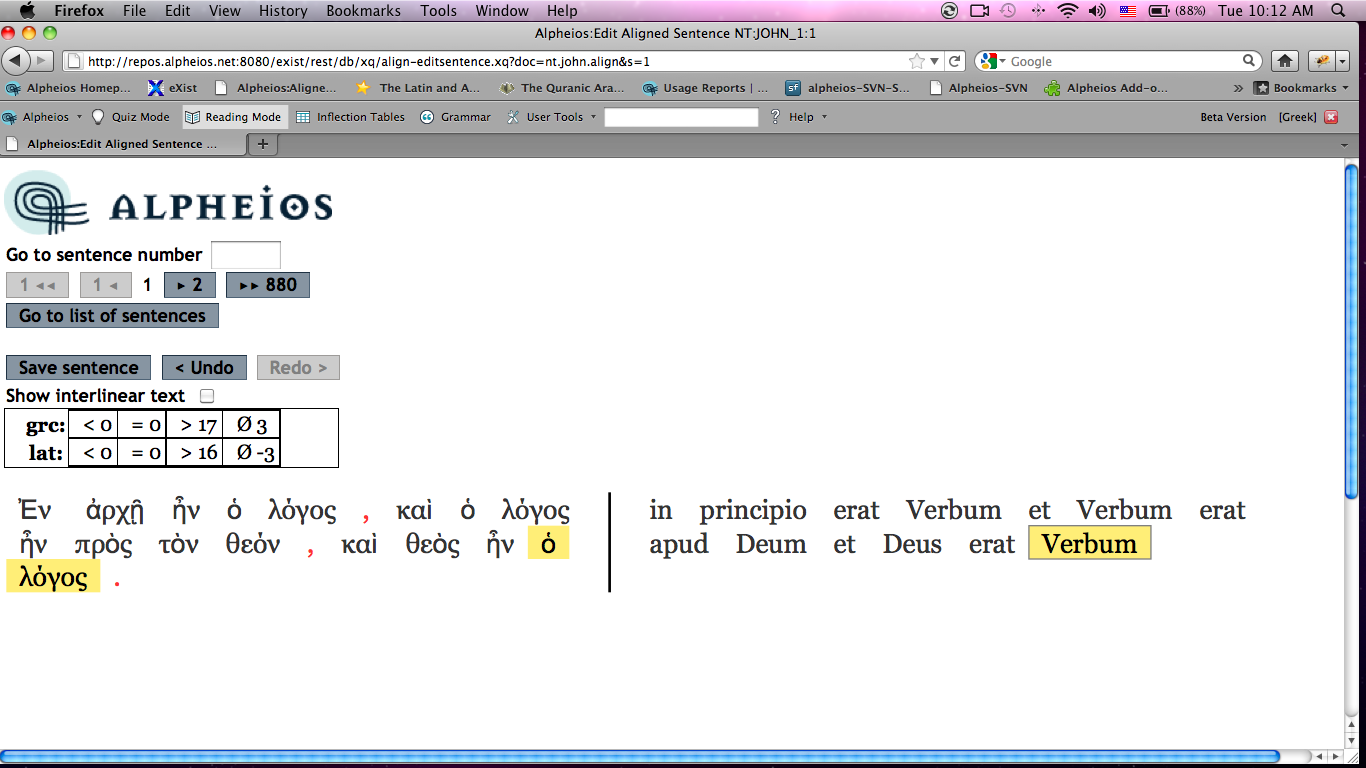 Firefox File Edit View History Bookmarks Tools Window Help (88%) Tue 10:12 AM
Alpheios:Edit Aligned Sentence NT:JOHN_1:1
http://repos.alpheios.net:8080/exist/rest/db/xq/align-editsentence.xq?doc=nt.john.align&s=1 Google
Alpheios Homep... eXist Alpheios:Aligne... The Latin and A... The Quranic Ara... Usage Reports | ... sf alpheios-SVN-S... Alpheios-SVN Alpheios Add-o... » Bookmarks
Alpheios Quiz Mode Reading Mode Inflection Tables Grammar User Tools ? Help Beta Version [Greek]
Alpheios:Edit Aligned Sentence ... +
ALPHEIOS
Go to sentence number
1 ◄◄ 1 ◄ 1 ► 2 ►► 880
Go to list of sentences
Save sentence < Undo Redo >
Show interlinear text
grc: < 0 = 0 > 17 Ø 3
lat: < 0 = 0 > 16 Ø -3
Ἐν ἀρχῇ ἦν ὁ λόγος , καὶ ὁ λόγος
ἦν πρὸς τὸν θεόν , καὶ θεὸς ἦν ὁ
λόγος .
in principio erat Verbum et Verbum erat
apud Deum et Deus erat Verbum